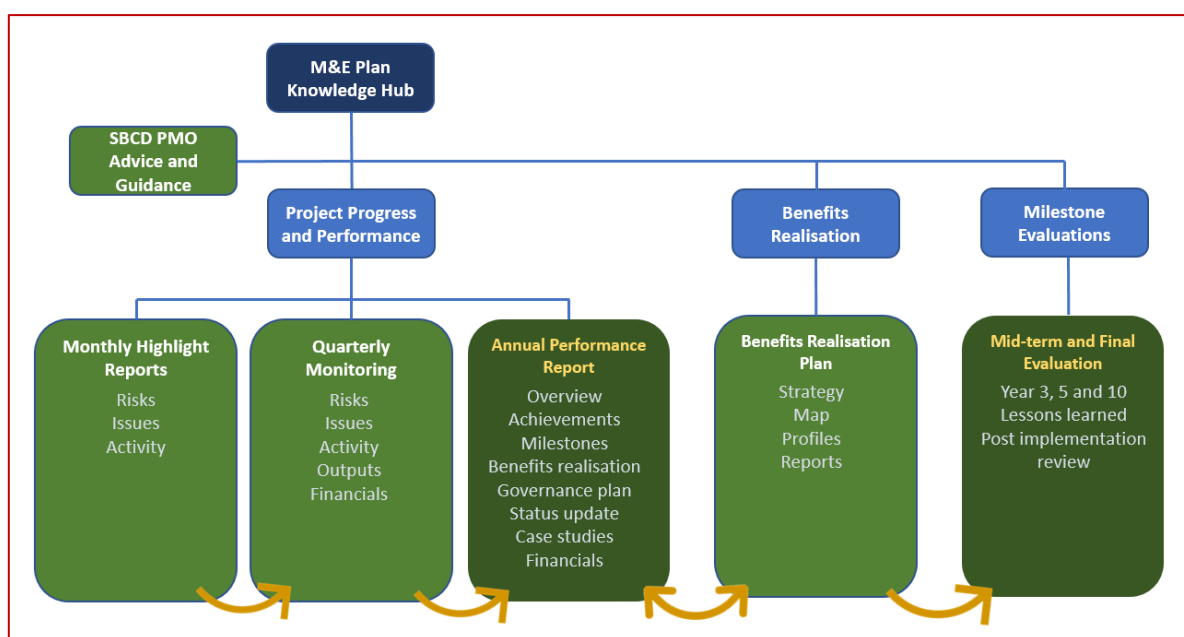 M&E Plan
Knowledge Hub
SBCD PMO
Advice and
Guidance
Project Progress
and Performance
Benefits
Realisation
Milestone
Evaluations
Monthly Highlight
Reports
Risks
Issues
Activity
Quarterly
Monitoring
Risks
Issues
Activity
Outputs
Financials
Annual Performance
Report
Overview
Achievements
Milestones
Benefits realisation
Governance plan
Status update
Case studies
Financials
Benefits Realisation
Plan
Strategy
Map
Profiles
Reports
Mid-term and Final
Evaluation
Year 3, 5 and 10
Lessons learned
Post implementation
review